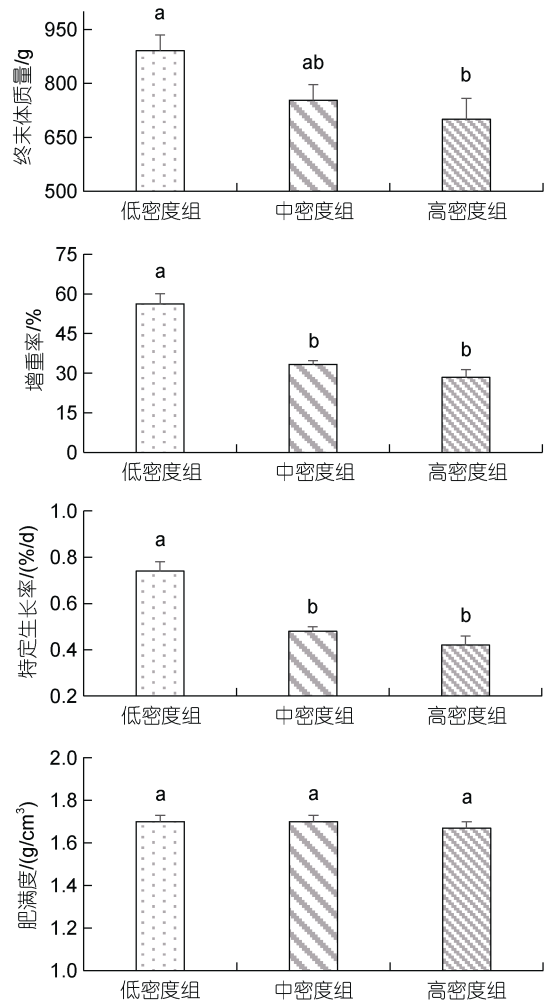 终末体质量/g
950
800
650
500
a
ab
b
低密度组
中密度组
高密度组
增重率/%
75
60
45
30
15
0
a
b
b
低密度组
中密度组
高密度组
特定生长率/(%/d)
1.0
0.8
0.6
0.4
0.2
a
b
b
低密度组
中密度组
高密度组
肥满度/(g/cm³)
2.0
1.8
1.6
1.4
1.2
1.0
a
a
a
低密度组
中密度组
高密度组